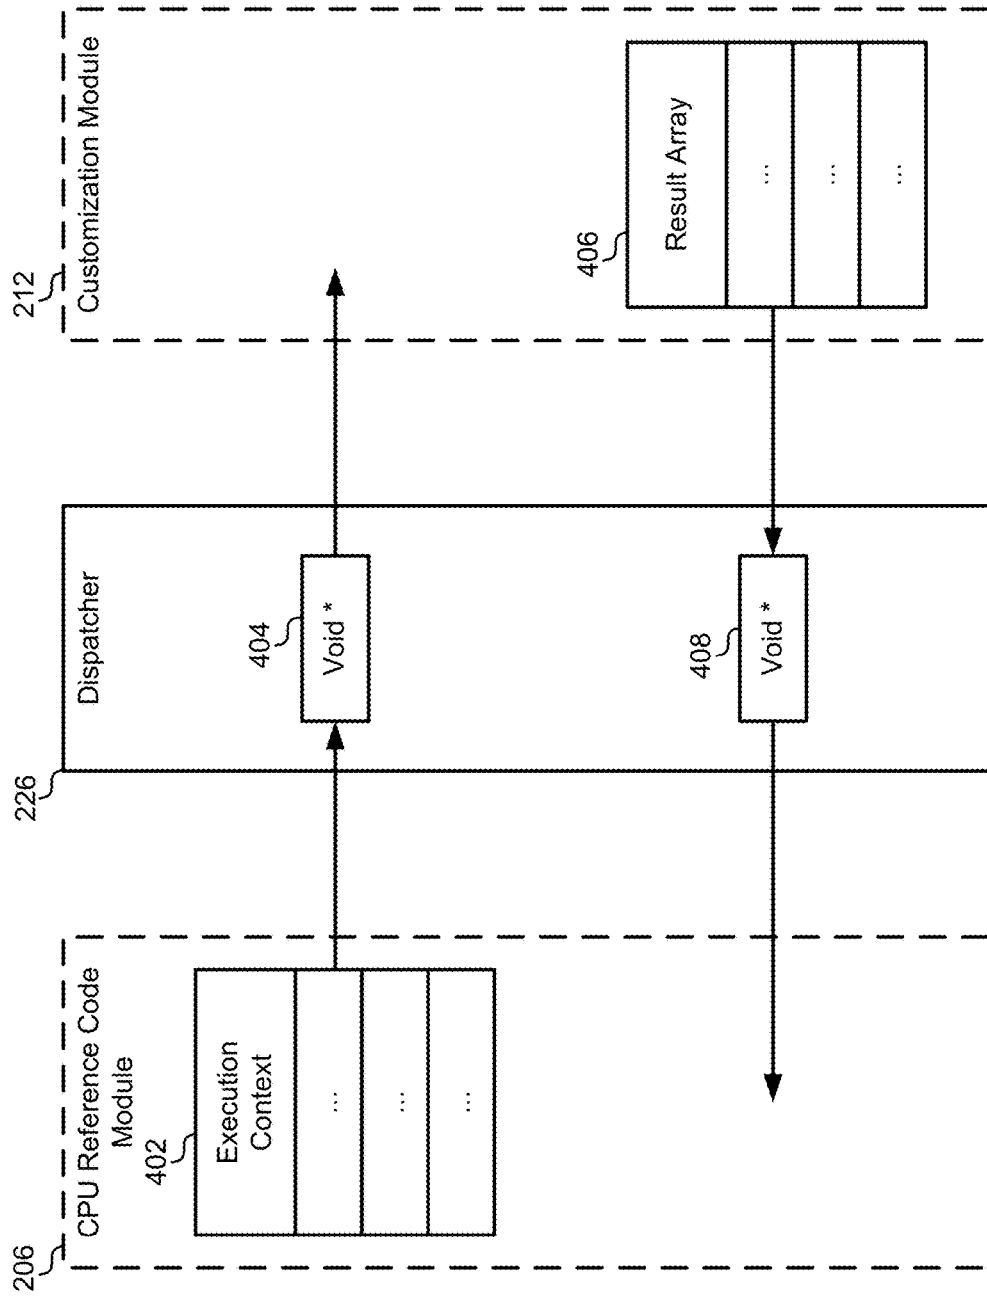 206
CPU Reference Code
Module
402
Execution
Context
...
...
...
226
Dispatcher
404
Void *
408
Void *
212
Customization Module
406
Result Array
...
...
...